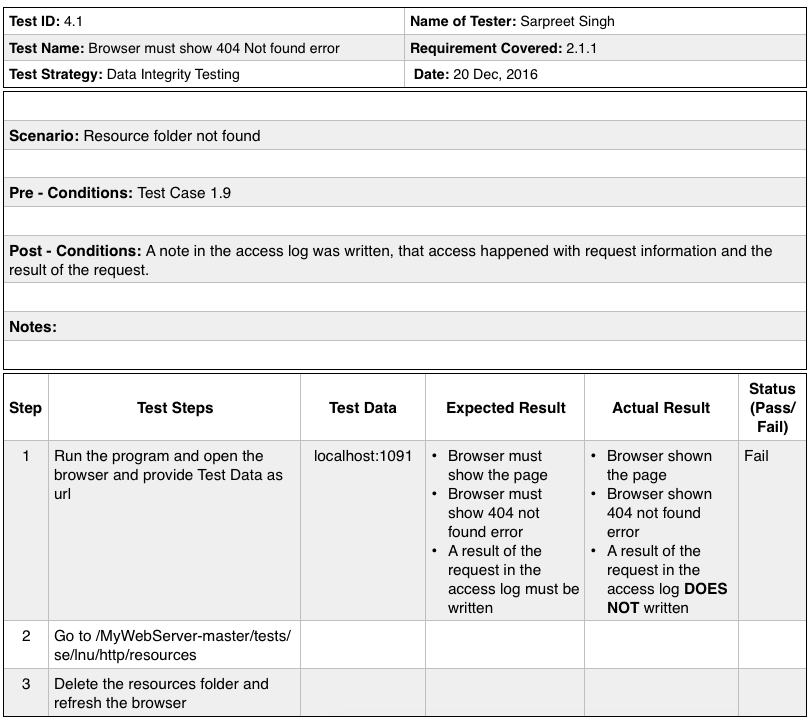 Test ID: 4.1
Name of Tester: Sarpreet Singh
Test Name: Browser must show 404 Not found error
Requirement Covered: 2.1.1
Test Strategy: Data Integrity Testing
Date: 20 Dec, 2016
Scenario: Resource folder not found
Pre - Conditions: Test Case 1.9
Post - Conditions: A note in the access log was written, that access happened with request information and the
result of the request.
Notes:
Step
Test Steps
Test Data
Expected Result
Actual Result
Status
(Pass/
Fail)
1
Run the program and open the
browser and provide Test Data as
url
localhost:1091
• Browser must
show the page
• Browser must
show 404 not
found error
• A result of the
request in the
access log must be
written
• Browser shown
the page
• Browser shown
404 not found
error
• A result of the
request in the
access log DOES
NOT written
Fail
2
Go to /MyWebServer-master/tests/
se/lnu/http/resources
3
Delete the resources folder and
refresh the browser